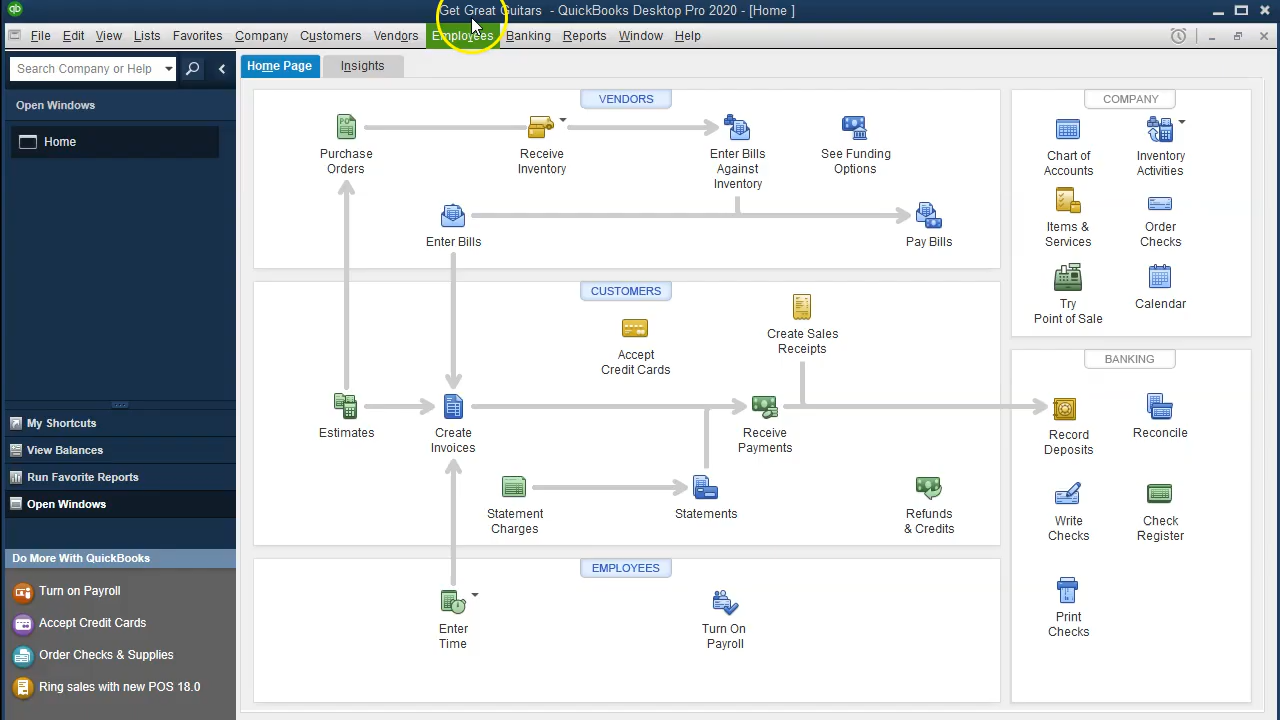 Get Great Guitars - QuickBooks Desktop Pro 2020 - [Home ]
File Edit View Lists Favorites Company Customers Vendors Employees Banking Reports Window Help
Search Company or Help
Open Windows
Home
My Shortcuts
View Balances
Run Favorite Reports
Open Windows
Do More With QuickBooks
Turn on Payroll
Accept Credit Cards
Order Checks & Supplies
Ring sales with new POS 18.0
Home Page
Insights
VENDORS
Purchase
Orders
Receive
Inventory
Enter Bills
Against
Inventory
See Funding
Options
Enter Bills
Pay Bills
CUSTOMERS
Create Sales
Receipts
Accept
Credit Cards
Estimates
Create
Invoices
Receive
Payments
Statement
Charges
Statements
Refunds
& Credits
EMPLOYEES
Enter
Time
Turn On
Payroll
COMPANY
Chart of
Accounts
Inventory
Activities
Items &
Services
Order
Checks
Try
Point of Sale
Calendar
BANKING
Record
Deposits
Reconcile
Write
Checks
Check
Register
Print
Checks